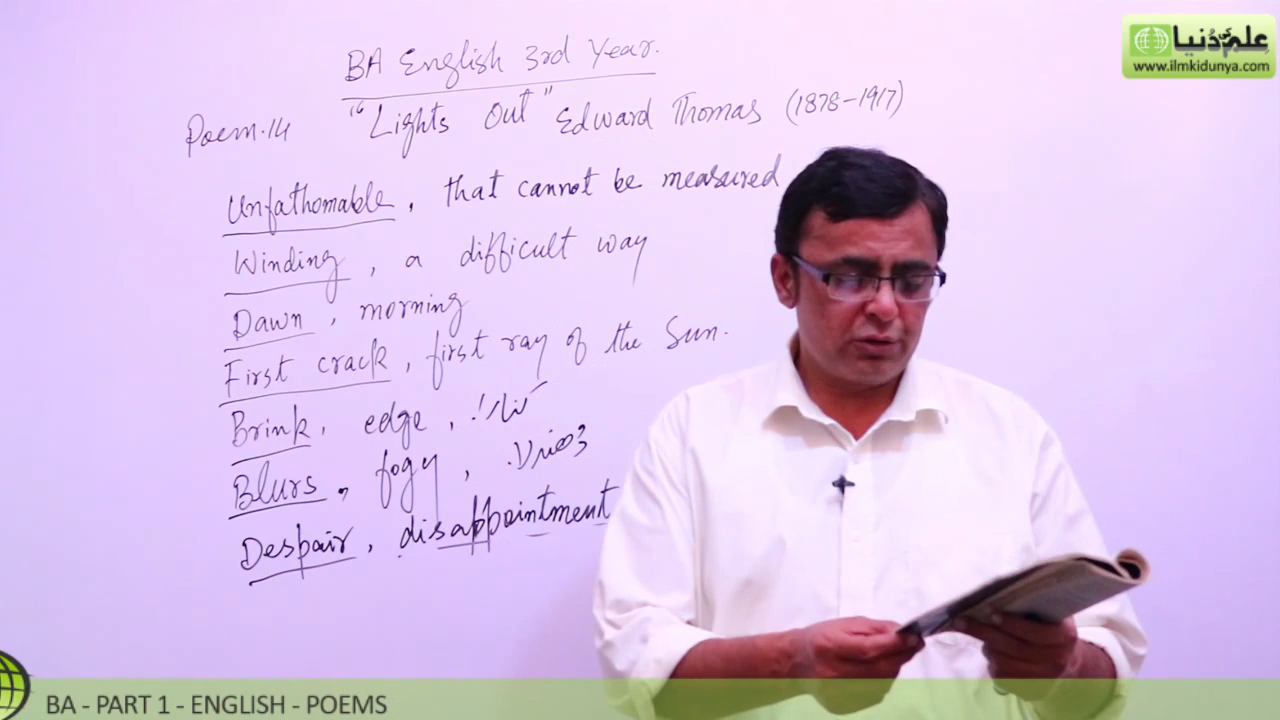 علم کی دُنیا
www.ilmkidunya.com
BA English 3rd Year.
Poem.14 "Lights Out" Edward Thomas (1878-1917)
Unfathomable, that cannot be measured
Winding, a difficult way
Dawn, morning
First crack, first ray of the Sun.
Brink, edge, کنارا
Blurs, fogy,
Despair, disappointment
BA - PART 1 - ENGLISH - POEMS